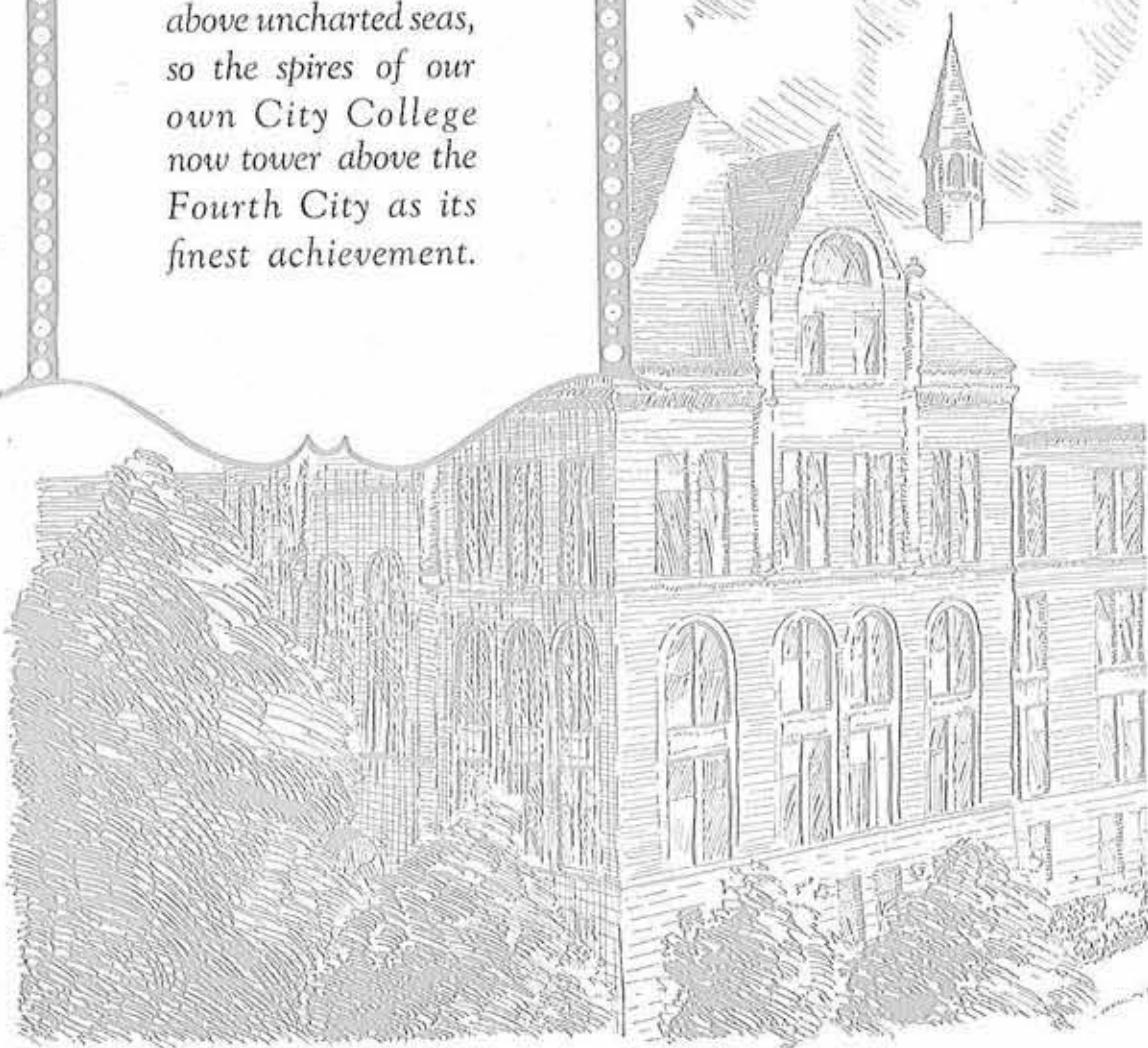 above uncharted seas,
so the spires of our
own City College
now tower above the
Fourth City as its
finest achievement.